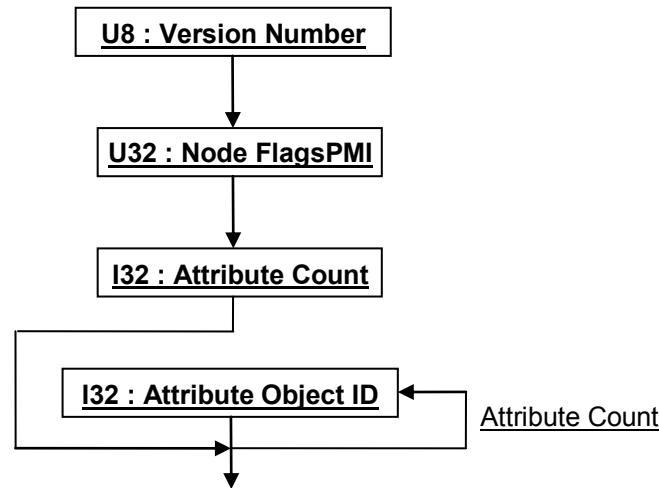 U8 : Version Number
U32 : Node FlagsPMI
I32 : Attribute Count
I32 : Attribute Object ID
Attribute Count